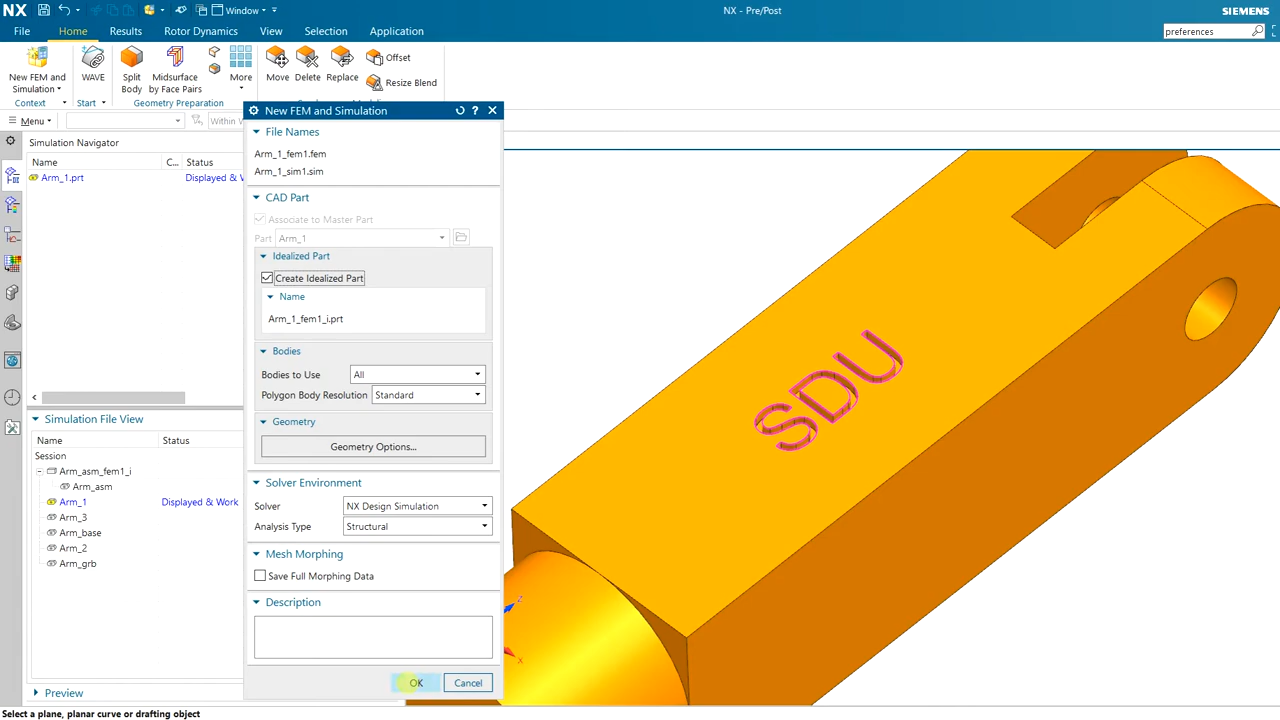 NX
Window
NX - Pre/Post
SIEMENS
File
Home
Results
Rotor Dynamics
View
Selection
Application
preferences
New FEM and
Simulation
WAVE
Split
Body
Midsurface
by Face Pairs
More
Move
Delete
Replace
Offset
Resize Blend
Context
Start
Geometry Preparation
Menu
New FEM and Simulation
File Names
Arm_1_fem1.fem
Arm_1_sim1.sim
CAD Part
Associate to Master Part
Part
Arm_1
Idealized Part
Create Idealized Part
Name
Arm_1_fem1_i.prt
Bodies
Bodies to Use
All
Polygon Body Resolution
Standard
Geometry
Geometry Options...
Solver Environment
Solver
NX Design Simulation
Analysis Type
Structural
Mesh Morphing
Save Full Morphing Data
Description
OK
Cancel
Simulation Navigator
Name
C...
Status
Arm_1.prt
Displayed &
Simulation File View
Name
Status
Session
Arm_asm_fem1_i
Arm_asm
Arm_1
Displayed & Work
Arm_3
Arm_base
Arm_2
Arm_grb
Preview
SDU
Z
X
Select a plane, planar curve or drafting object